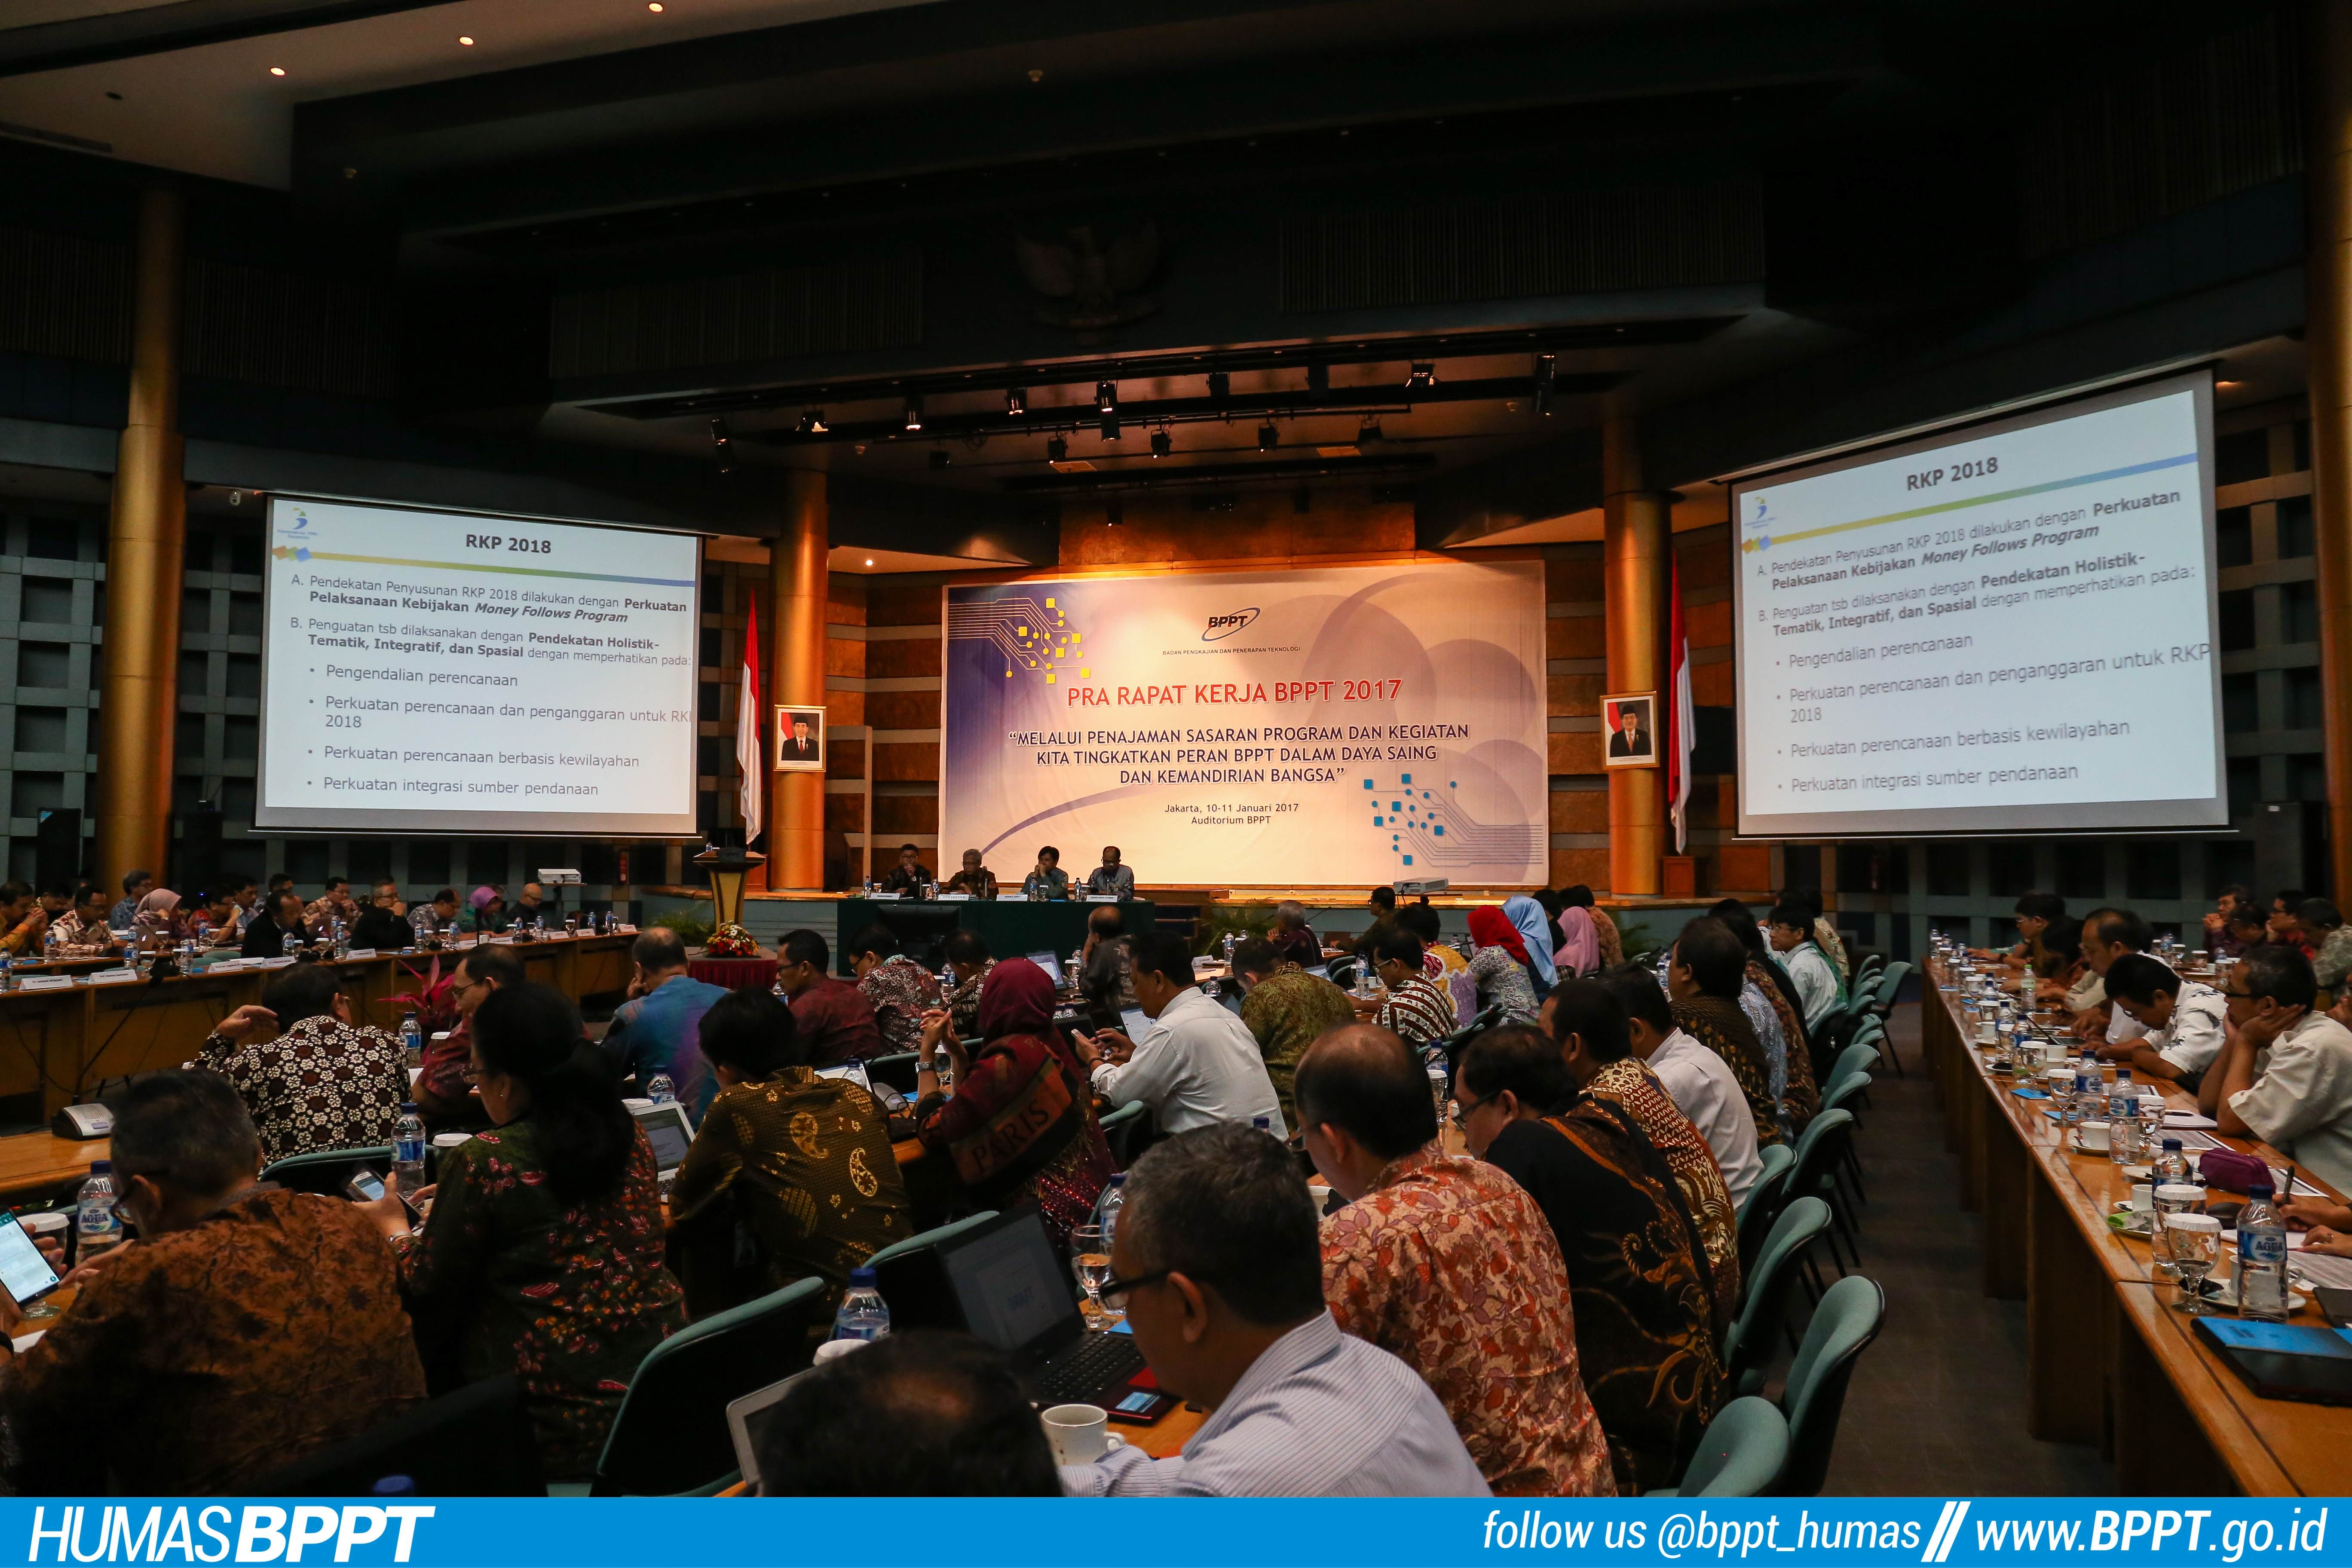 RKP 2018
A. Pendekatan Penyusunan RKP 2018 dilakukan dengan Perkuatan
Pelaksanaan Kebijakan Money Follows Program
B. Penguatan tsb dilaksanakan dengan Pendekatan Holistik-
Tematik, Integratif, dan Spasial dengan memperhatikan pada:
• Pengendalian perencanaan
• Perkuatan perencanaan dan penganggaran untuk RK
2018
• Perkuatan perencanaan berbasis kewilayahan
• Perkuatan integrasi sumber pendanaan
BPPT
BADAN PENGKAJIAN DAN PENERAPAN TEKNOLOGI
PRA RAPAT KERJA BPPT 2017
"MELALUI PENAJAMAN SASARAN PROGRAM DAN KEGIATAN
KITA TINGKATKAN PERAN BPPT DALAM DAYA SAING
DAN KEMANDIRIAN BANGSA"
Jakarta, 10-11 Januari 2017
Auditorium BPPT
RKP 2018
A. Pendekatan Penyusunan RKP 2018 dilakukan dengan Perkuatan
Pelaksanaan Kebijakan Money Follows Program
B. Penguatan tsb dilaksanakan dengan Pendekatan Holistik-
Tematik, Integratif, dan Spasial dengan memperhatikan pada:
• Pengendalian perencanaan
• Perkuatan perencanaan dan penganggaran untuk RKP
2018
• Perkuatan perencanaan berbasis kewilayahan
• Perkuatan integrasi sumber pendanaan
PARIS
AQUA
AQUA
HUMAS BPPT
follow us @bppt_humas // www.BPPT.go.id